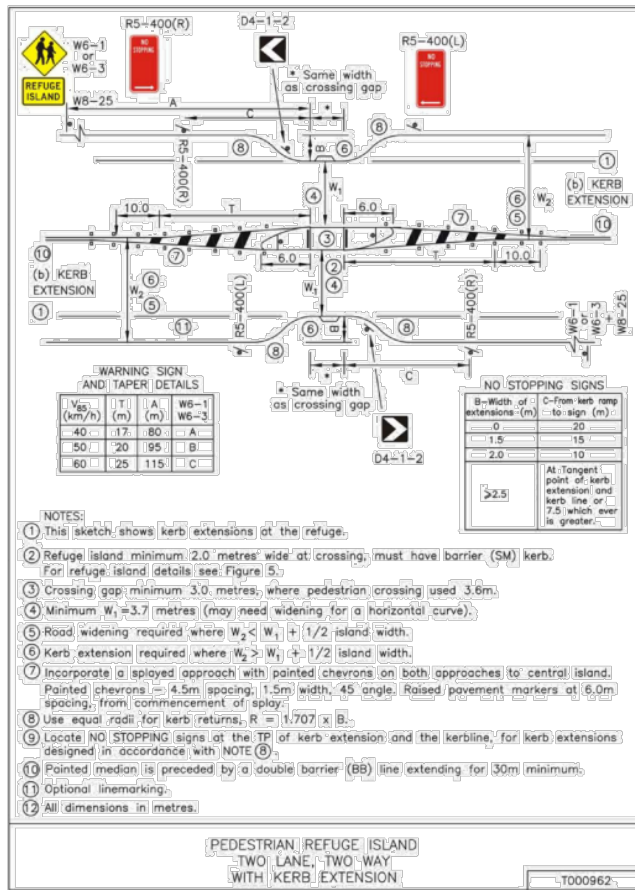 R5-400(R)
D4-1-2
R5-400(L)
W6-1
or
W6-3
NO
STOPPING
NO
STOPPING
REFUGE
ISLAND
W8-25
* Same width
as crossing gap
A
*
C
8
B
6
8
R5-400(R)
1
4
W1
W2
(b) KERB
EXTENSION
6
5
10.0
T
6.0
7
10
10
3
7
6.0
2
4
T
10.0
(b) KERB
EXTENSION
W2
6
5
W1
R5-400(L)
R5-400(R)
W6-1
or
W6-3
+
W8-25
1
11
6
B
8
8
*
C
* Same width
as crossing gap
D4-1-2
WARNING SIGN
AND TAPER DETAILS
V85 (km/h) T (m) A (m) W6-1 W6-3
40 17 80 A
50 20 95 B
60 25 115 C
NO STOPPING SIGNS
B-Width of extensions (m) C-From kerb ramp to sign (m)
0 20
1.5 15
2.0 10
>2.5 At Tangent
point of kerb
extension and
kerb line or
7.5 which ever
is greater.
NOTES:
1 This sketch shows kerb extensions at the refuge.
2 Refuge island minimum 2.0 metres wide at crossing, must have barrier (SM) kerb.
For refuge island details see Figure 5.
3 Crossing gap minimum 3.0 metres, where pedestrian crossing used 3.6m.
4 Minimum W1=3.7 metres (may need widening for a horizontal curve).
5 Road widening required where W2< W1 + 1/2 island width.
6 Kerb extension required where W2> W1 + 1/2 island width.
7 Incorporate a splayed approach with painted chevrons on both approaches to central island.
Painted chevrons - 4.5m spacing, 1.5m width, 45 angle. Raised pavement markers at 6.0m
spacing, from commencement of splay.
8 Use equal radii for kerb returns, R = 1.707 x B.
9 Locate NO STOPPING signs at the TP of kerb extension and the kerbline, for kerb extensions
designed in accordance with NOTE 8.
10 Painted median is preceded by a double barrier (BB) line extending for 30m minimum.
11 Optional linemarking.
12 All dimensions in metres.
PEDESTRIAN REFUGE ISLAND
TWO LANE, TWO WAY
WITH KERB EXTENSION
T000962